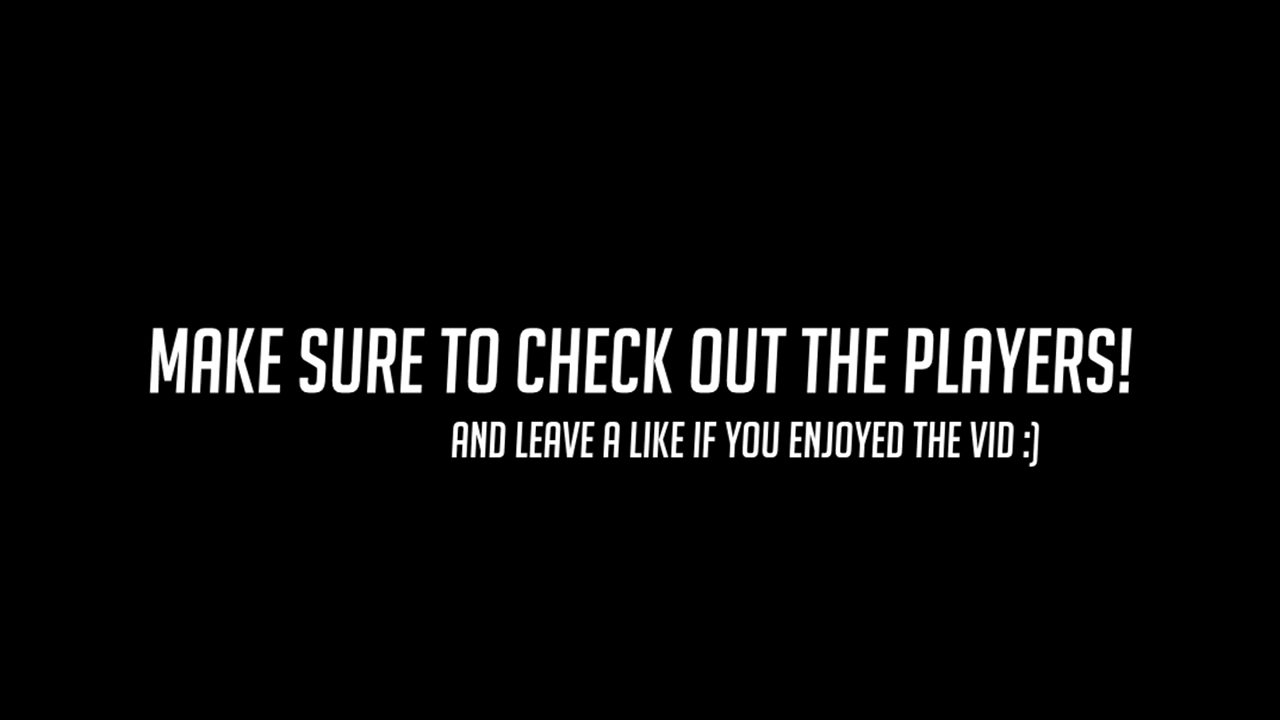 MAKE SURE TO CHECK OUT THE PLAYERS!
AND LEAVE A LIKE IF YOU ENJOYED THE VID :)